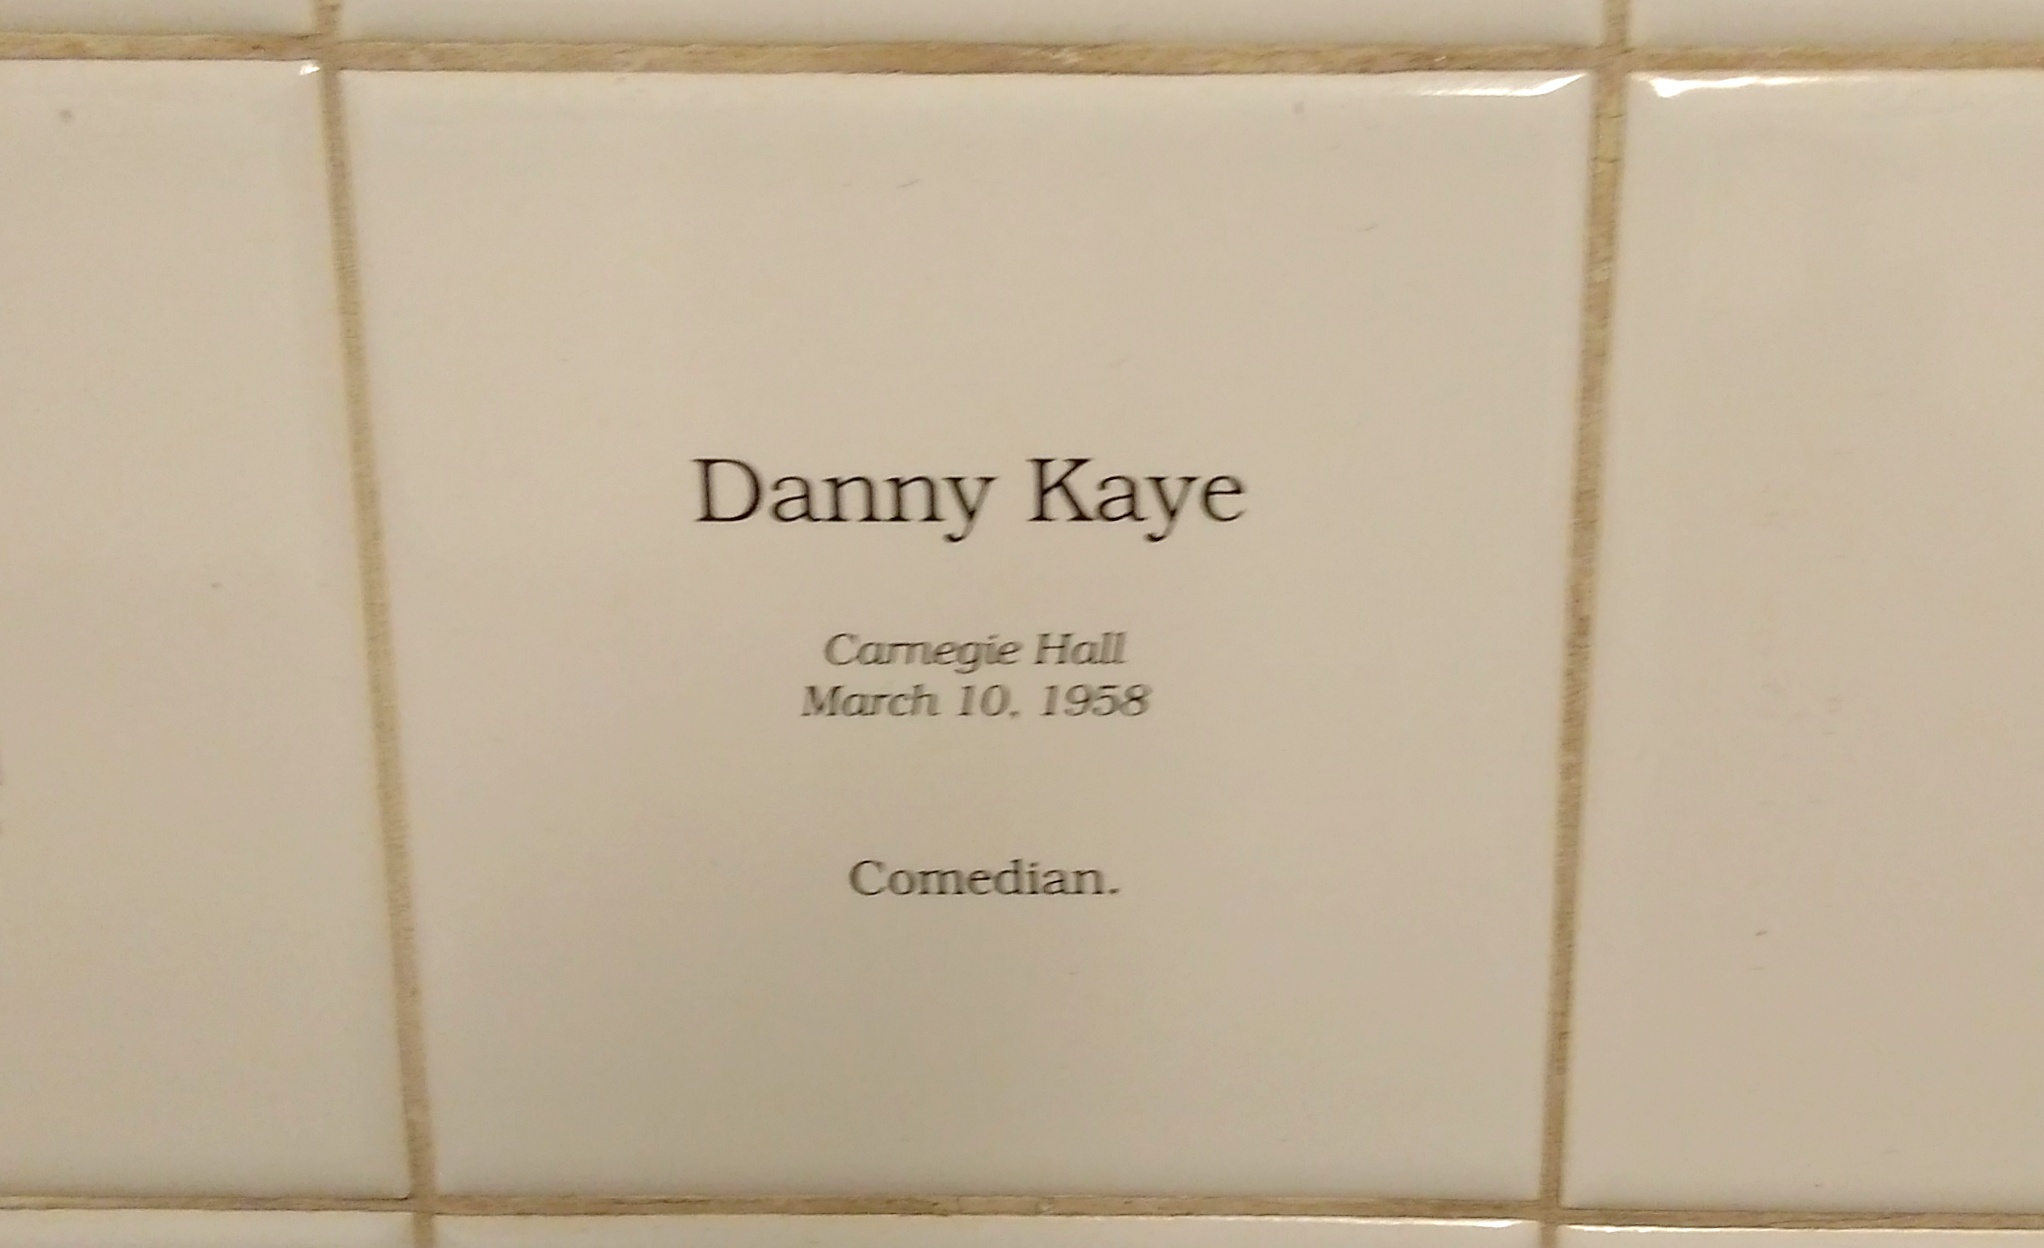 Danny Kaye
Carnegie Hall
March 10, 1958
Comedian.